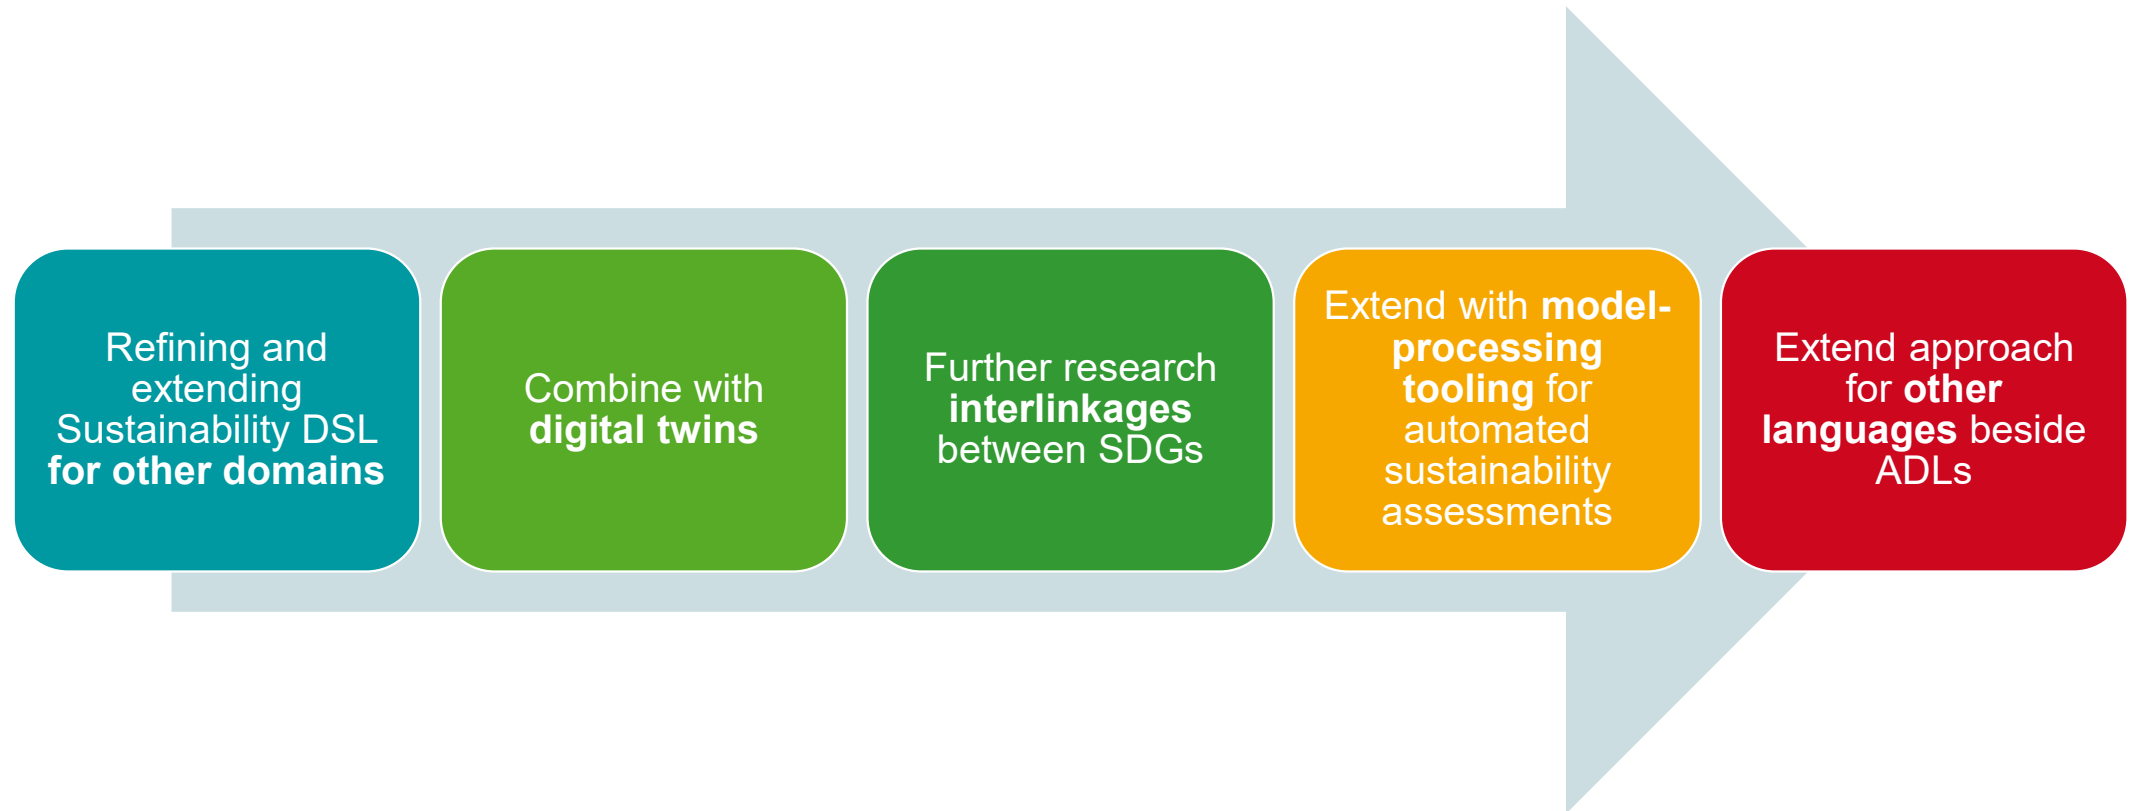 Refining and
extending
Sustainability DSL
for other domains
Combine with
digital twins
Further research
interlinkages
between SDGs
Extend with model-
processing
tooling for
automated
sustainability
assessments
Extend approach
for other
languages beside
ADLs